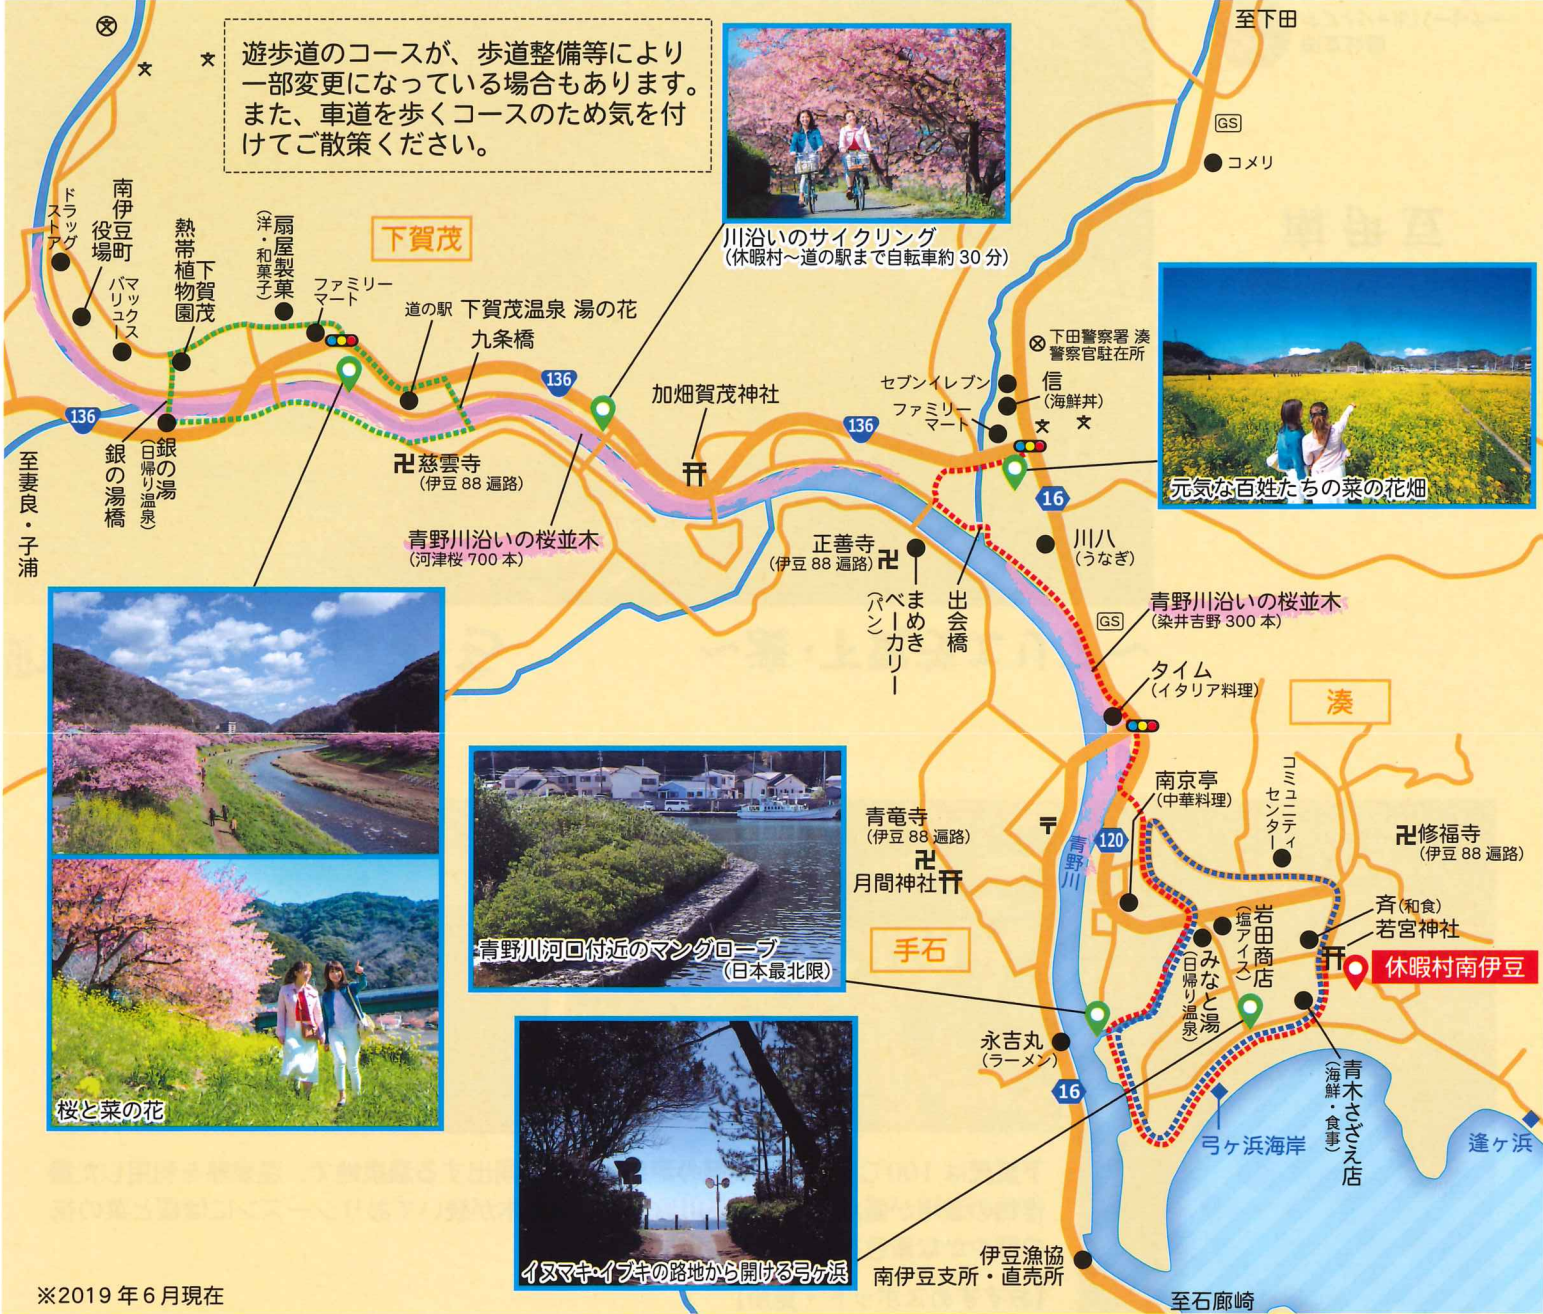 遊歩道のコースが、歩道整備等により
一部変更になっている場合もあります。
また、車道を歩くコースのため気を付
けてご散策ください。
至下田
GS
コメリ
川沿いのサイクリング
(休暇村〜道の駅まで自転車約30分)
ドラッグ
ストア
南伊豆町
役場
マックス
バリュー
下賀茂
熱帯植物園
扇屋製菓
(洋・和菓子)
ファミリー
マート
下賀茂
道の駅 下賀茂温泉 湯の花
九条橋
136
加畑賀茂神社
136
136
下田警察署 湊
警察官駐在所
セブンイレブン
信
(海鮮丼)
ファミリー
マート
元気な百姓たちの菜の花畑
至妻良・子浦
銀の湯橋
銀の湯
(日帰り温泉)
慈雲寺
(伊豆88遍路)
青野川沿いの桜並木
(河津桜700本)
16
正善寺
(伊豆88遍路)
まめき
ベーカリー
(パン)
出会橋
川八
(うなぎ)
GS
青野川沿いの桜並木
(染井吉野300本)
タイム
(イタリア料理)
湊
南京亭
(中華料理)
コミュニティ
センター
修福寺
(伊豆88遍路)
青竜寺
(伊豆88遍路)
月間神社
〒
青野川
120
手石
岩田商店
(塩アイス)
みなと湯
(日帰り温泉)
斉(和食)
若宮神社
休暇村南伊豆
青野川河口付近のマングローブ
(日本最北限)
永吉丸
(ラーメン)
16
青木さざえ店
(海鮮・食事)
弓ヶ浜海岸
逢ヶ浜
桜と菜の花
イヌマキ・イブキの路地から開ける弓ヶ浜
伊豆漁協
南伊豆支所・直売所
至石廊崎
※2019年6月現在